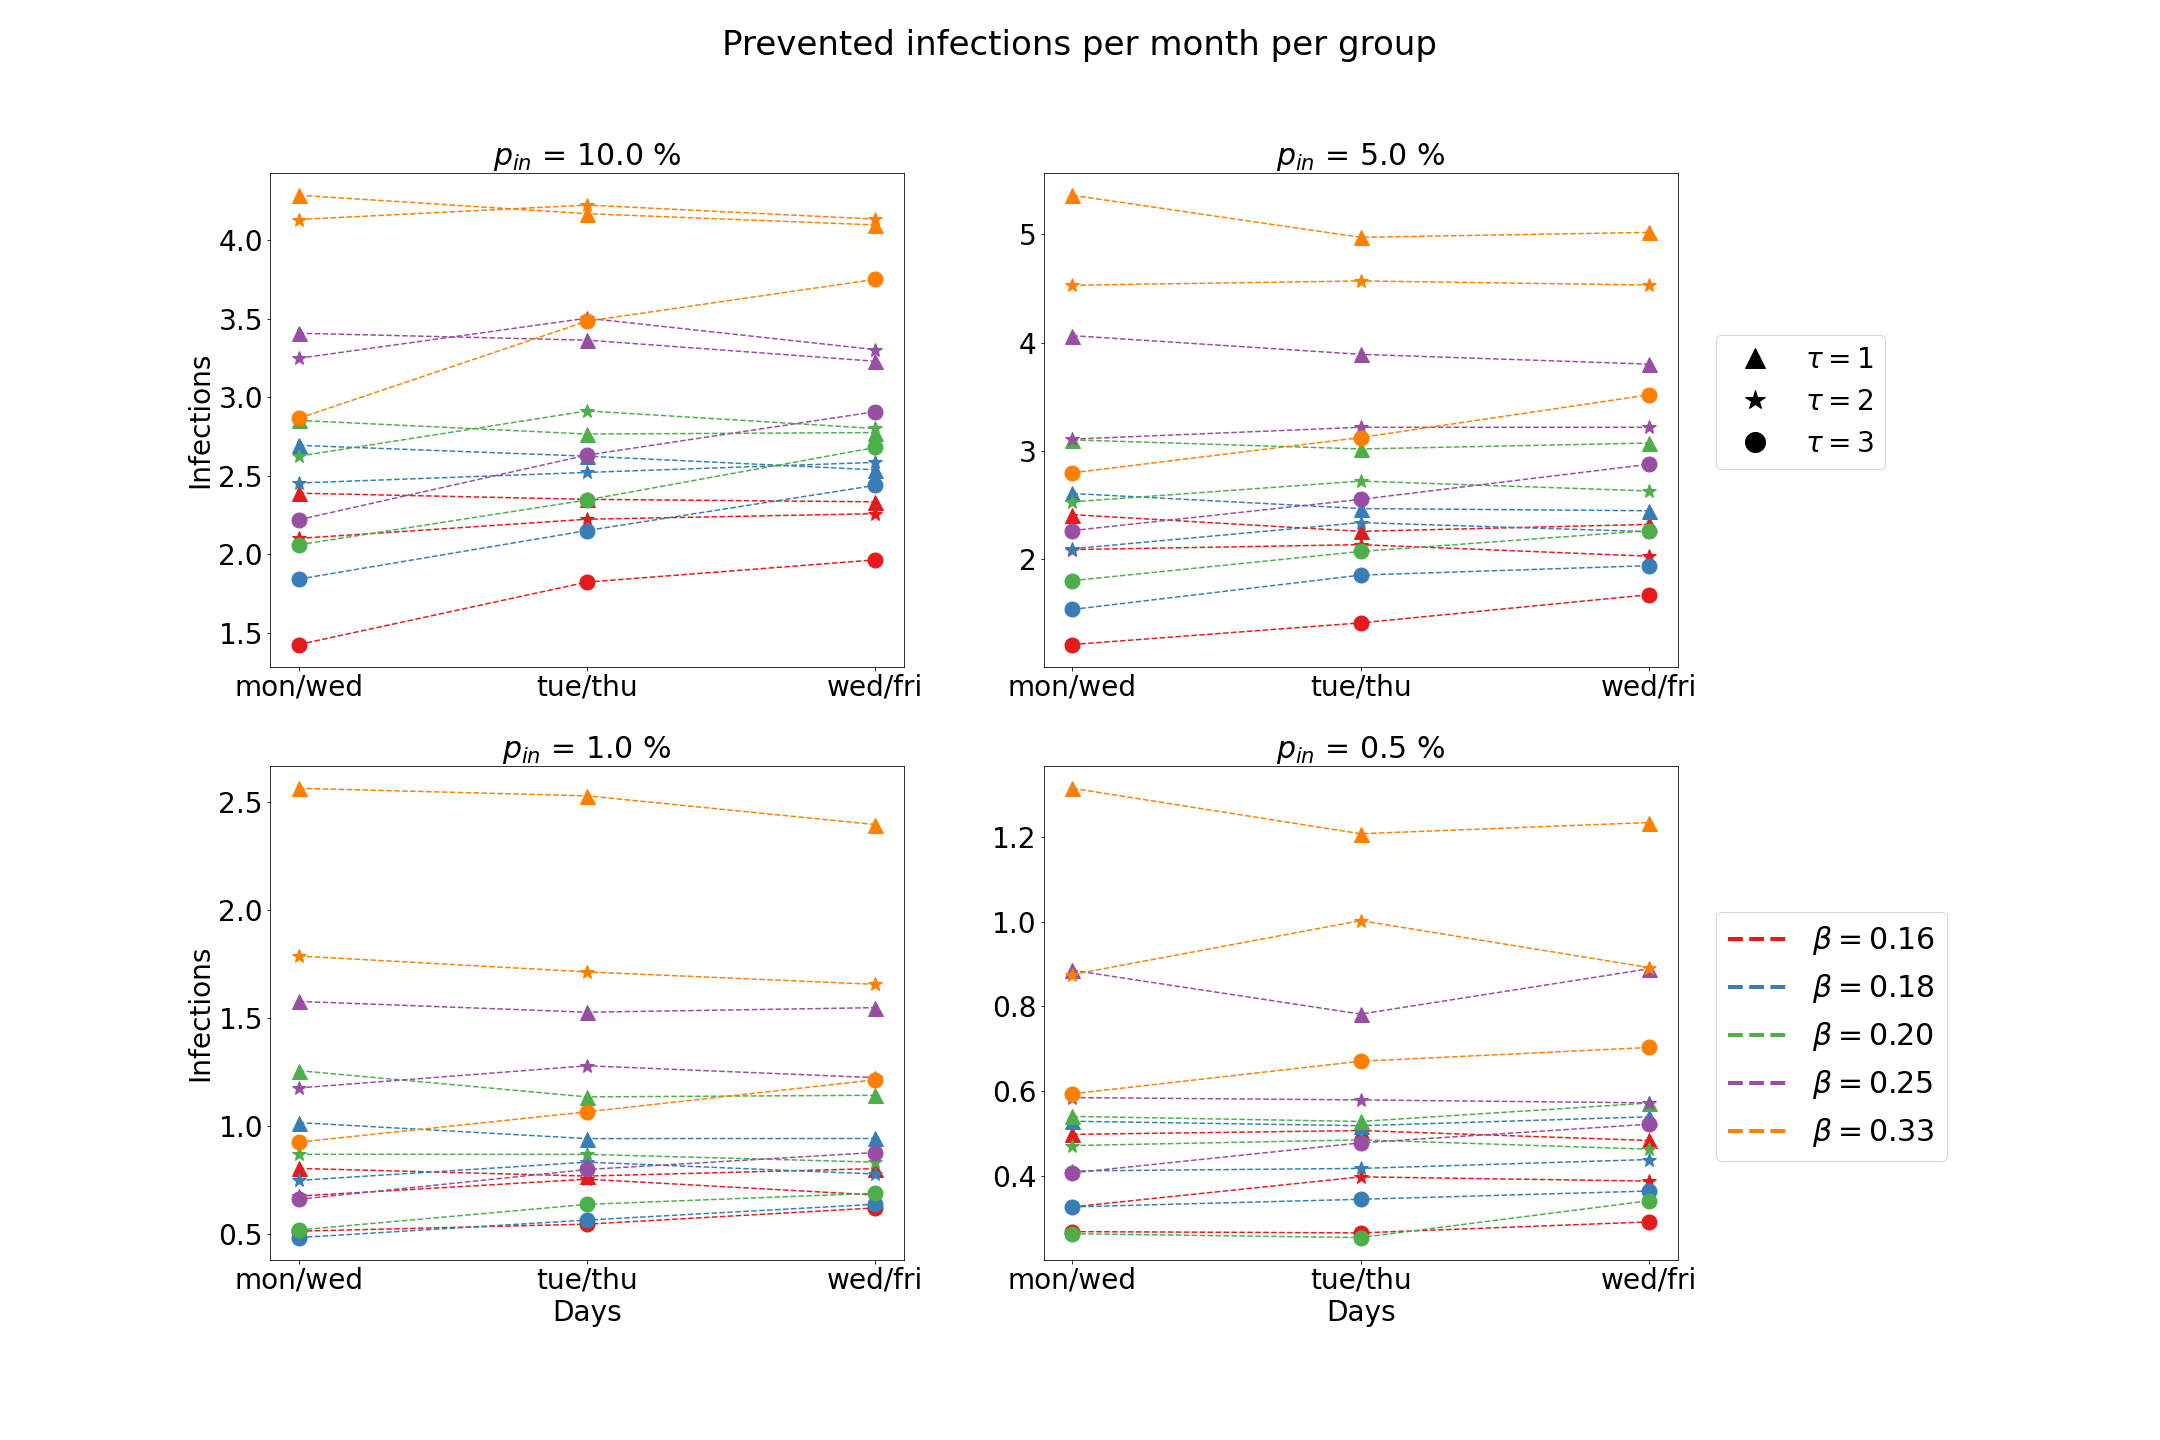 Prevented infections per month per group
p_in = 10.0 %
4.0
3.5
3.0
2.5
2.0
1.5
Infections
mon/wed tue/thu wed/fri
p_in = 5.0 %
5
4
3
2
mon/wed tue/thu wed/fri
τ = 1
τ = 2
τ = 3
p_in = 1.0 %
2.5
2.0
1.5
1.0
0.5
Infections
mon/wed tue/thu wed/fri
Days
p_in = 0.5 %
1.2
1.0
0.8
0.6
0.4
mon/wed tue/thu wed/fri
Days
β = 0.16
β = 0.18
β = 0.20
β = 0.25
β = 0.33